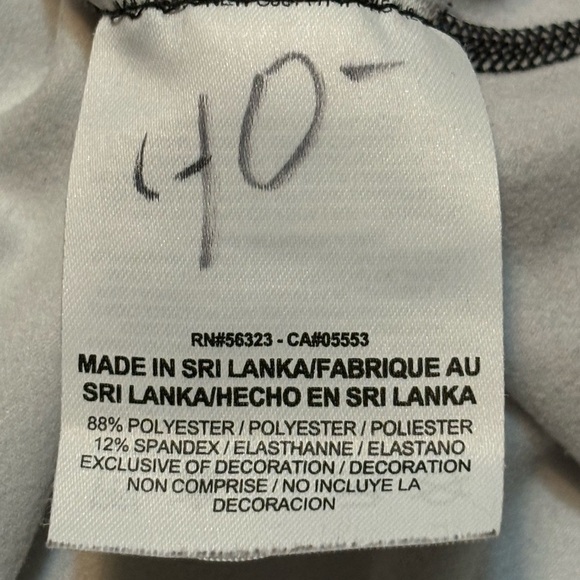 40-
RN#56323 - CA#05553
MADE IN SRI LANKA/FABRIQUE AU
SRI LANKA/HECHO EN SRI LANKA
88% POLYESTER / POLYESTER / POLIESTER
12% SPANDEX / ELASTHANNE / ELASTANO
EXCLUSIVE OF DECORATION / DECORATION
NON COMPRISE / NO INCLUYE LA
DECORACION